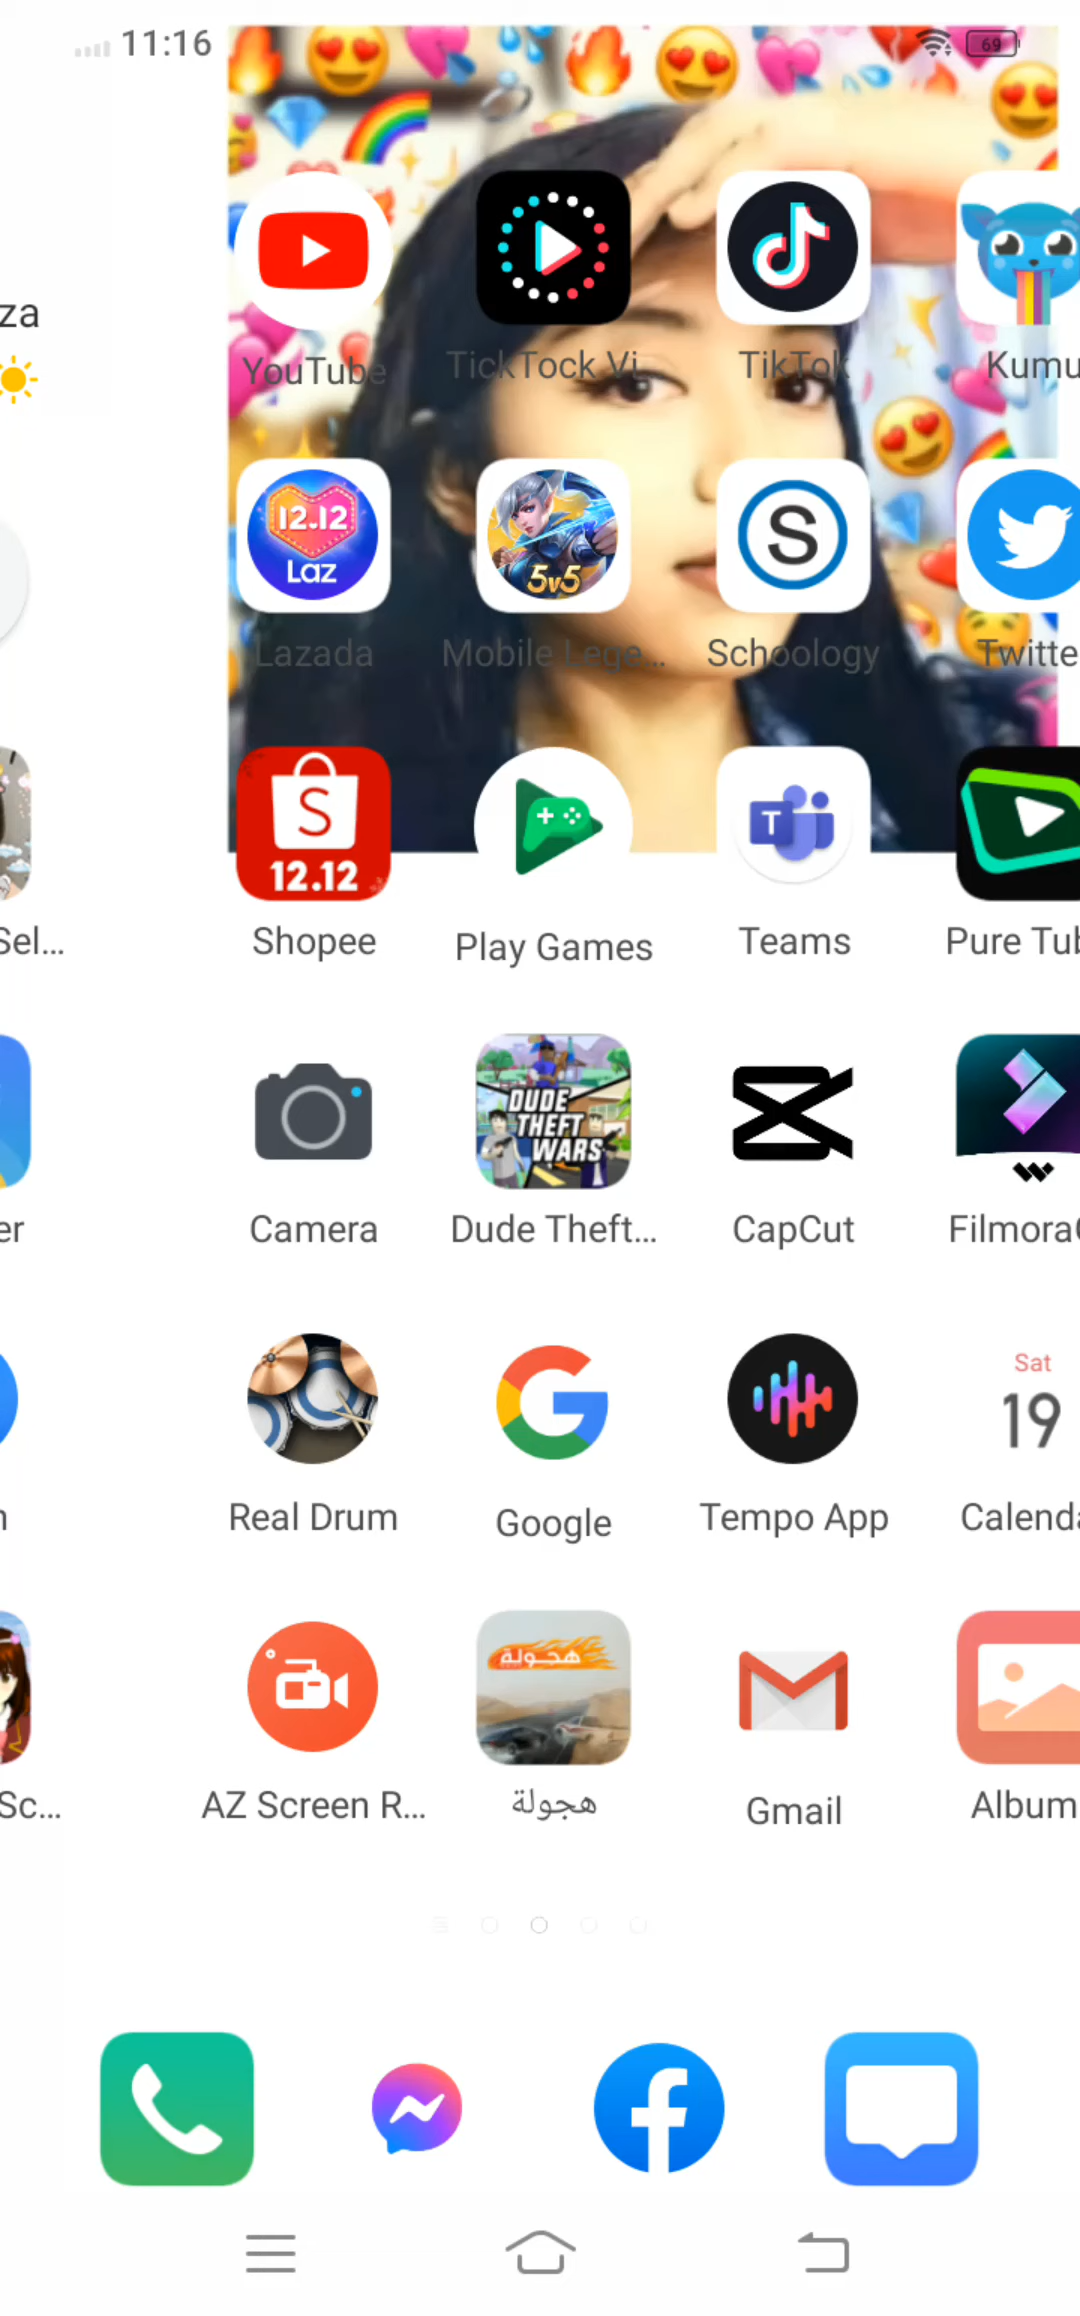 11:16
69
za
YouTube
TickTock Vi...
TikTok
Kumu
12.12
Laz
5v5
S
Lazada
Mobile Lege...
Schoology
Twitte
S
12.12
T
Sel...
Shopee
Play Games
Teams
Pure Tub
DUDE
THEFT
WARS
er
Camera
Dude Theft...
CapCut
Filmora
Sat
19
Real Drum
Google
Tempo App
Calenda
هجولة
Sc...
AZ Screen R...
هجولة
Gmail
Album